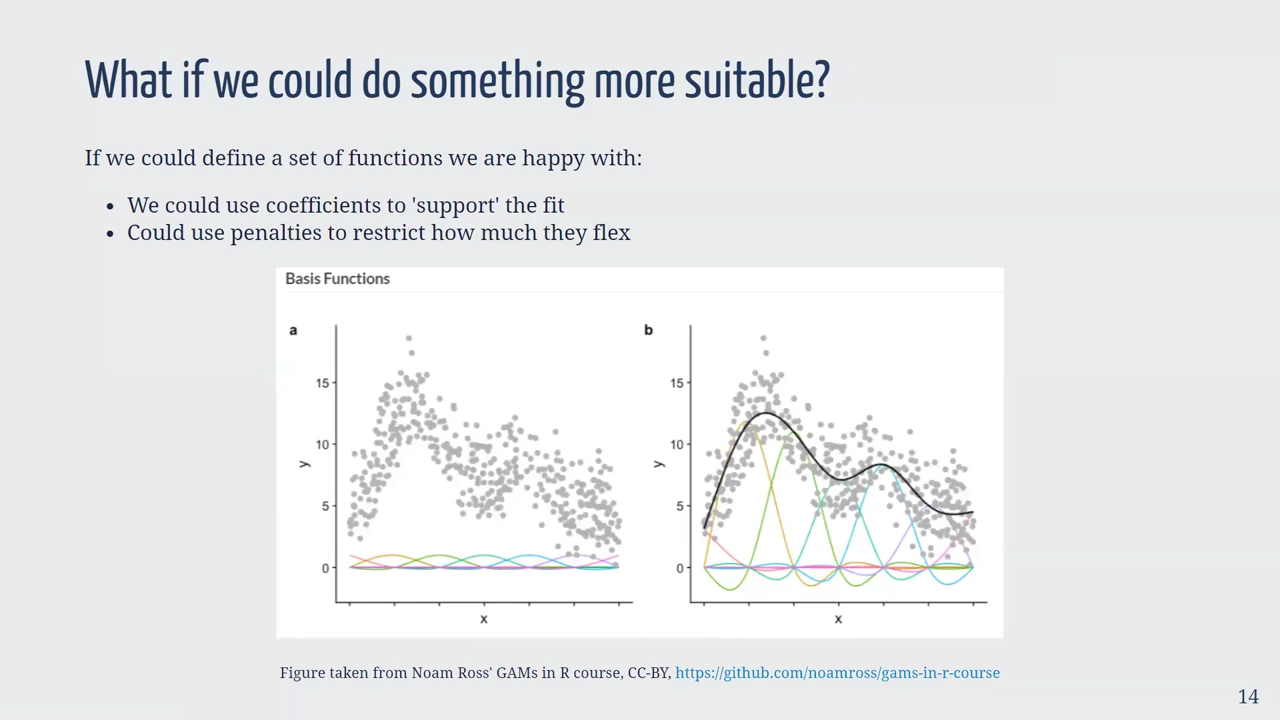 What if we could do something more suitable?
If we could define a set of functions we are happy with:
• We could use coefficients to 'support' the fit
• Could use penalties to restrict how much they flex
Basis Functions
a
15
10
5
0
y
x
b
15
10
5
0
y
x
Figure taken from Noam Ross' GAMs in R course, CC-BY, https://github.com/noamross/gams-in-r-course
14